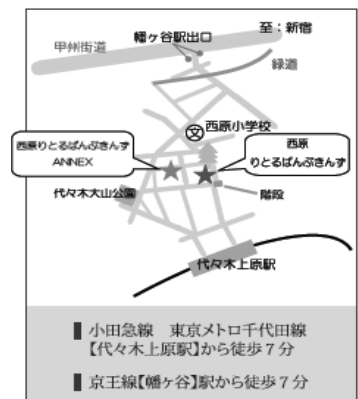 至：新宿
幡ヶ谷駅出口
甲州街道
緑道
西原小学校
西原りとるぱんぷきんず
ANNEX
西原
りとるぱんぷきんず
代々木大山公園
階段
代々木上原駅
小田急線 東京メトロ千代田線
【代々木上原駅】から徒歩７分
京王線【幡ヶ谷】駅から徒歩７分